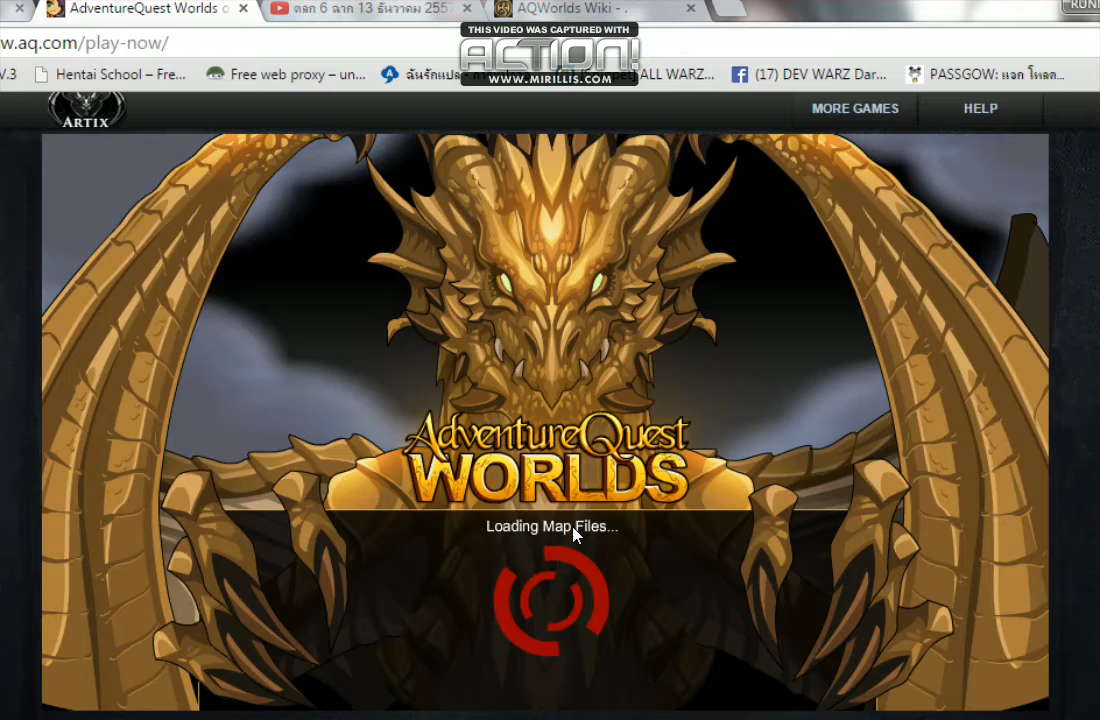 AdventureQuest Worlds
ตลก 6 ฉาก 13 ธันวาคม 2557
AQWorlds Wiki - .
THIS VIDEO WAS CAPTURED WITH
ACTION!
WWW.MIRILLIS.COM
w.aq.com/play-now/
V.3
Hentai School – Fre...
Free web proxy – un...
ฉันรักแปล
ALL WARZ...
(17) DEV WARZ Dar...
PASSGOW: แจก โหลด...
ARTIX
MORE GAMES
HELP
AdventureQuest
WORLDS
Loading Map Files...